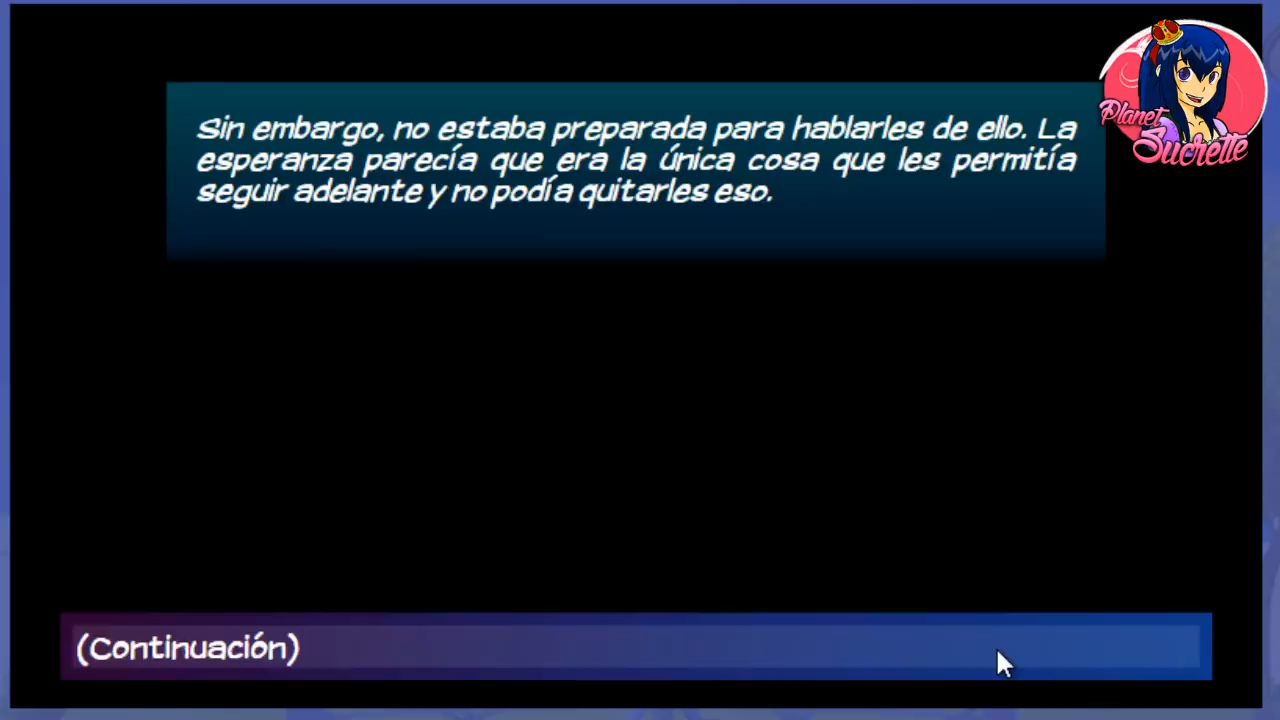 Sin embargo, no estaba preparada para hablarles de ello. La
esperanza parecía que era la única cosa que les permitía
seguir adelante y no podía quitarles eso.
(Continuación)
Planet
Sucrette